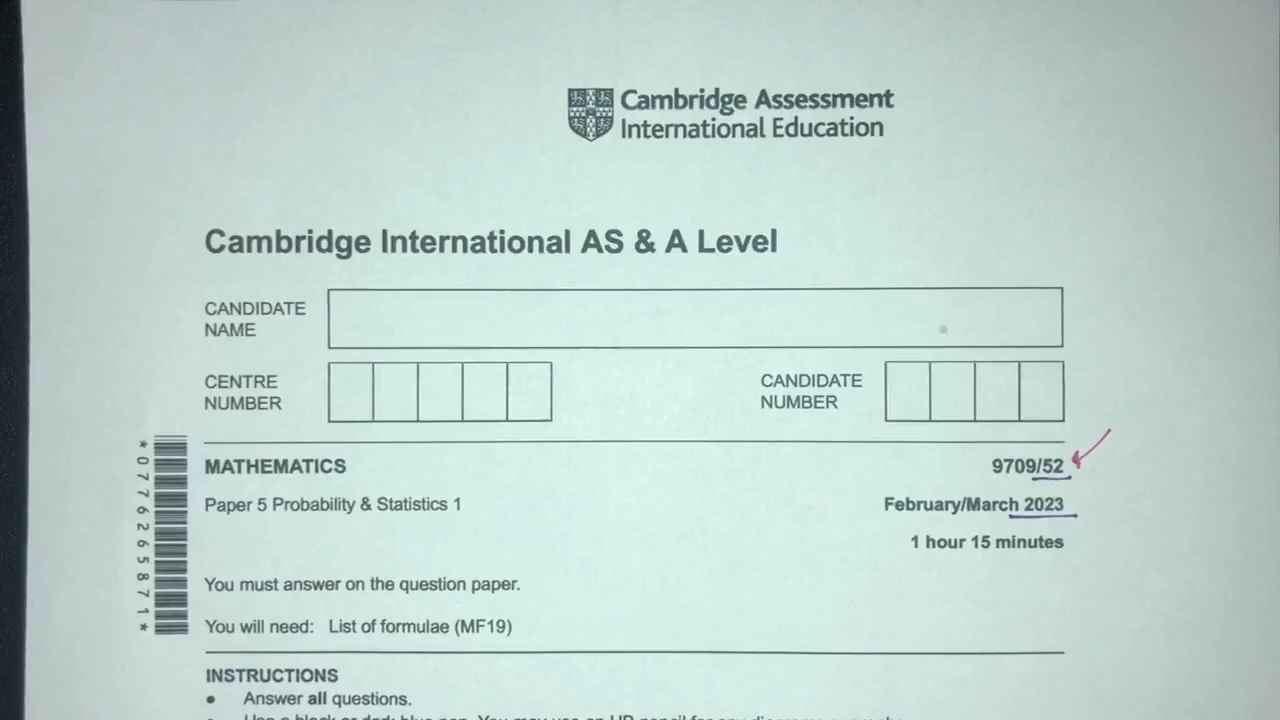 Cambridge Assessment
International Education
Cambridge International AS & A Level
CANDIDATE
NAME
CENTRE
NUMBER
CANDIDATE
NUMBER
*0776265871*
MATHEMATICS 9709/52
Paper 5 Probability & Statistics 1 February/March 2023
1 hour 15 minutes
You must answer on the question paper.
You will need: List of formulae (MF19)
INSTRUCTIONS
● Answer all questions.